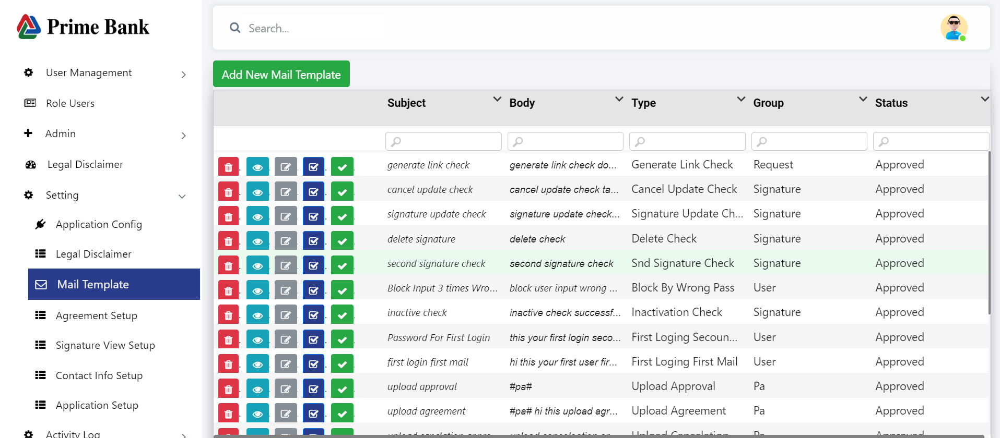 Prime Bank
Search...
User Management
Role Users
Admin
Legal Disclaimer
Setting
Application Config
Legal Disclaimer
Mail Template
Agreement Setup
Signature View Setup
Contact Info Setup
Application Setup
Activity Log
Add New Mail Template
Subject Body Type Group Status
generate link check generate link check do... Generate Link Check Request Approved
cancel update check cancel update check ta... Cancel Update Check Signature Approved
signature update check signature update check... Signature Update Ch... Signature Approved
delete signature delete check Delete Check Signature Approved
second signature check second signature check Snd Signature Check Signature Approved
Block Input 3 times Wro... block user input wrong ... Block By Wrong Pass User Approved
inactive check inactive check successf... Inactivation Check Signature Approved
Password For First Login this your first login seco... First Loging Secoun... User Approved
first login first mail hi this your first user fir... First Loging First Mail User Approved
upload approval #pa# Upload Approval Pa Approved
upload agreement #pa# hi this upload agr... Upload Agreement Pa Approved
Upload Cancelation Pa Approved